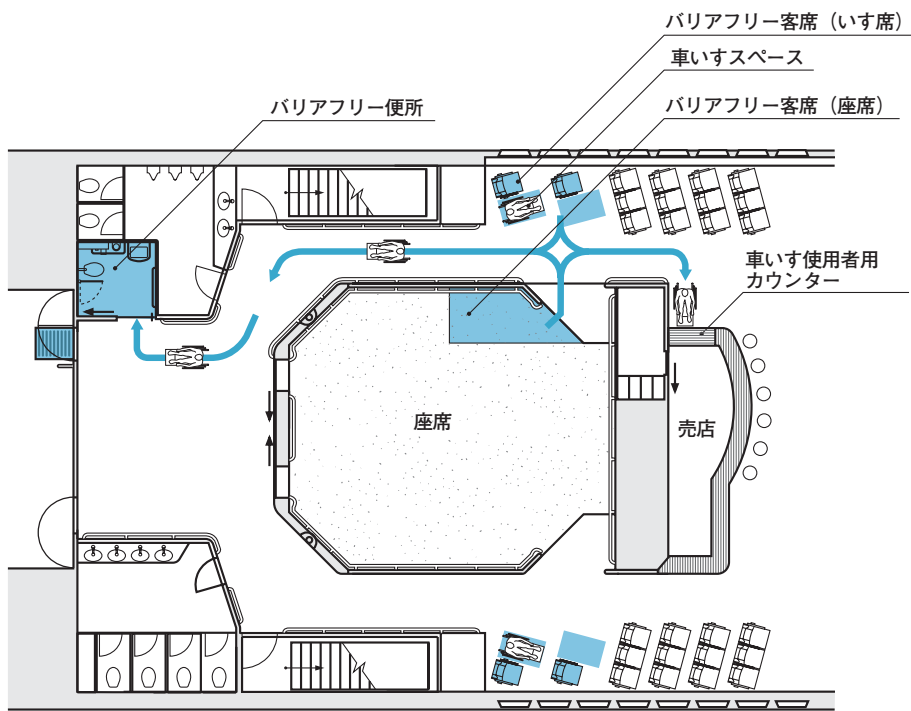 バリアフリー客席（いす席）
車いすスペース
バリアフリー客席（座席）
バリアフリー便所
車いす使用者用
カウンター
座席
売店